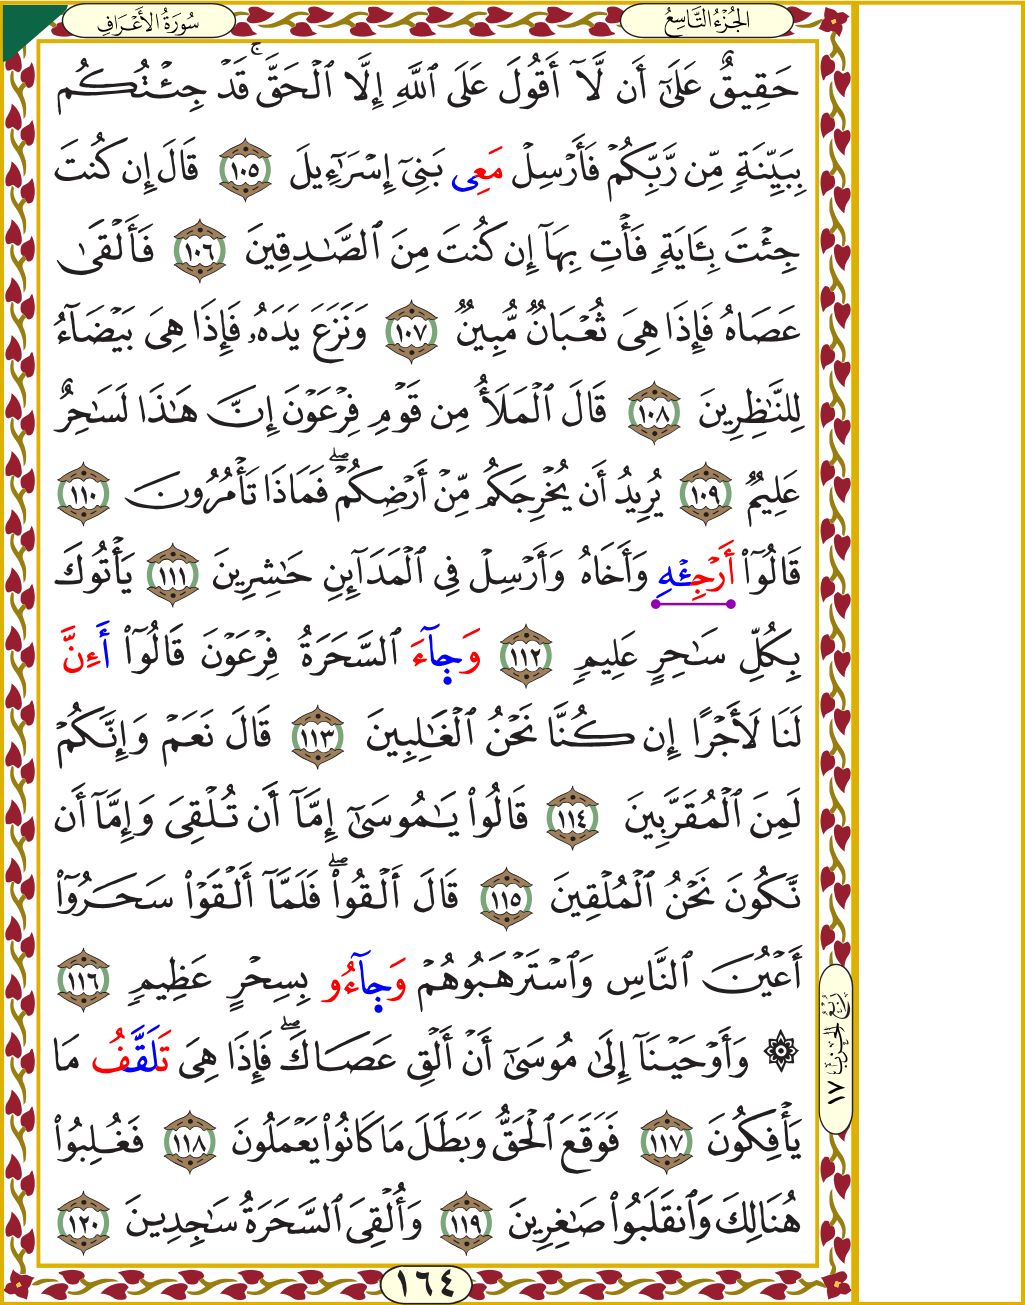 سُورَةُ الأَعْرَافِ
الجُزْءُ التَّاسِعُ
حَقِيقٌ عَلَىٰٓ أَن لَّآ أَقُولَ عَلَى ٱللَّهِ إِلَّا ٱلْحَقَّۚ قَدْ جِئْتُكُم
بِبَيِّنَةٍ مِّن رَّبِّكُمْ فَأَرْسِلْ مَعِى بَنِىٓ إِسْرَٰٓءِيلَ ١٠٥ قَالَ إِن كُنتَ
جِئْتَ بِـَٔايَةٍ فَأْتِ بِهَآ إِن كُنتَ مِنَ ٱلصَّـٰدِقِينَ ١٠٦ فَأَلْقَىٰ
عَصَاهُ فَإِذَا هِىَ ثُعْبَانٌ مُّبِينٌ ١٠٧ وَنَزَعَ يَدَهُۥ فَإِذَا هِىَ بَيْضَآءُ
لِلنَّـٰظِرِينَ ١٠٨ قَالَ ٱلْمَلَأُ مِن قَوْمِ فِرْعَوْنَ إِنَّ هَـٰذَا لَسَـٰحِرٌ
عَلِيمٌ ١٠٩ يُرِيدُ أَن يُخْرِجَكُم مِّنْ أَرْضِكُمْۖ فَمَاذَا تَأْمُرُونَ ١١٠
قَالُوٓا۟ أَرْجِئْهِ وَأَخَاهُ وَأَرْسِلْ فِى ٱلْمَدَآئِنِ حَـٰشِرِينَ ١١١ يَأْتُوكَ
بِكُلِّ سَـٰحِرٍ عَلِيمٍ ١١٢ وَجَآءَ ٱلسَّحَرَةُ فِرْعَوْنَ قَالُوٓا۟ أَءِنَّ
لَنَا لَأَجْرًا إِن كُنَّا نَحْنُ ٱلْغَـٰلِبِينَ ١١٣ قَالَ نَعَمْ وَإِنَّكُمْ
لَمِنَ ٱلْمُقَرَّبِينَ ١١٤ قَالُوا۟ يَـٰمُوسَىٰٓ إِمَّآ أَن تُلْقِىَ وَإِمَّآ أَن
نَّكُونَ نَحْنُ ٱلْمُلْقِينَ ١١٥ قَالَ أَلْقُوا۟ۖ فَلَمَّآ أَلْقَوْا۟ سَحَرُوٓا۟
أَعْيُنَ ٱلنَّاسِ وَٱسْتَرْهَبُوهُمْ وَجَآءُو بِسِحْرٍ عَظِيمٍ ١١٦
۞ وَأَوْحَيْنَآ إِلَىٰ مُوسَىٰٓ أَنْ أَلْقِ عَصَاكَۖ فَإِذَا هِىَ تَلَقَّفُ مَا
يَأْفِكُونَ ١١٧ فَوَقَعَ ٱلْحَقُّ وَبَطَلَ مَا كَانُوا۟ يَعْمَلُونَ ١١٨ فَغُلِبُوا۟
هُنَالِكَ وَٱنقَلَبُوا۟ صَـٰغِرِينَ ١١٩ وَأُلْقِىَ ٱلسَّحَرَةُ سَـٰجِدِينَ ١٢٠
رُبْعُ الحِزْبِ ١٧
١٦٤